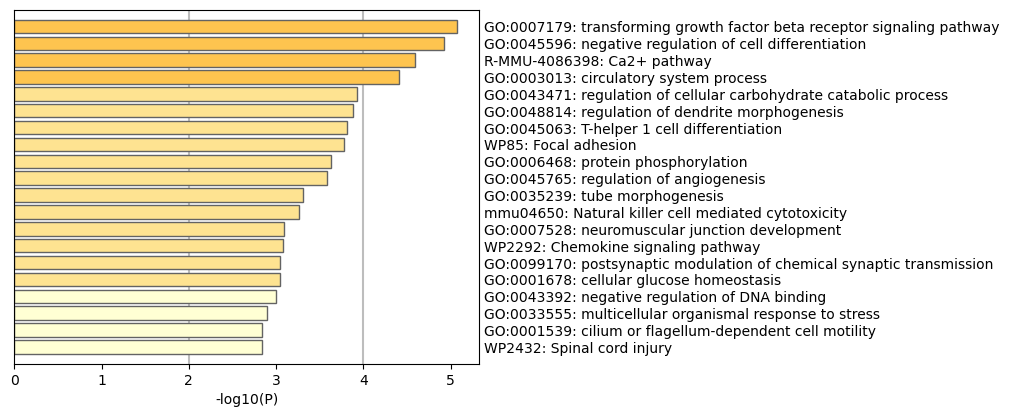 GO:0007179: transforming growth factor beta receptor signaling pathway
GO:0045596: negative regulation of cell differentiation
R-MMU-4086398: Ca2+ pathway
GO:0003013: circulatory system process
GO:0043471: regulation of cellular carbohydrate catabolic process
GO:0048814: regulation of dendrite morphogenesis
GO:0045063: T-helper 1 cell differentiation
WP85: Focal adhesion
GO:0006468: protein phosphorylation
GO:0045765: regulation of angiogenesis
GO:0035239: tube morphogenesis
mmu04650: Natural killer cell mediated cytotoxicity
GO:0007528: neuromuscular junction development
WP2292: Chemokine signaling pathway
GO:0099170: postsynaptic modulation of chemical synaptic transmission
GO:0001678: cellular glucose homeostasis
GO:0043392: negative regulation of DNA binding
GO:0033555: multicellular organismal response to stress
GO:0001539: cilium or flagellum-dependent cell motility
WP2432: Spinal cord injury
0 1 2 3 4 5
-log10(P)